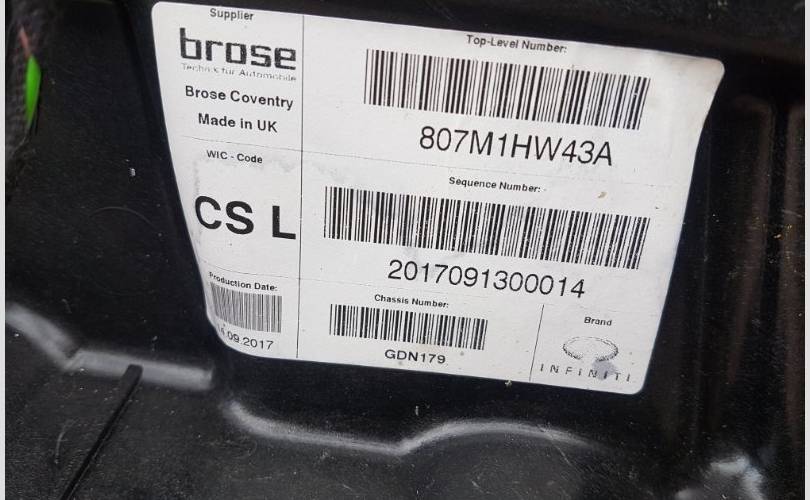 Supplier
brose
Technik für Automobile
Brose Coventry
Made in UK
Top-Level Number:
807M1HW43A
WIC - Code
CS L
Sequence Number:
2017091300014
Production Date:
.09.2017
Chassis Number:
GDN179
Brand
INFINITI